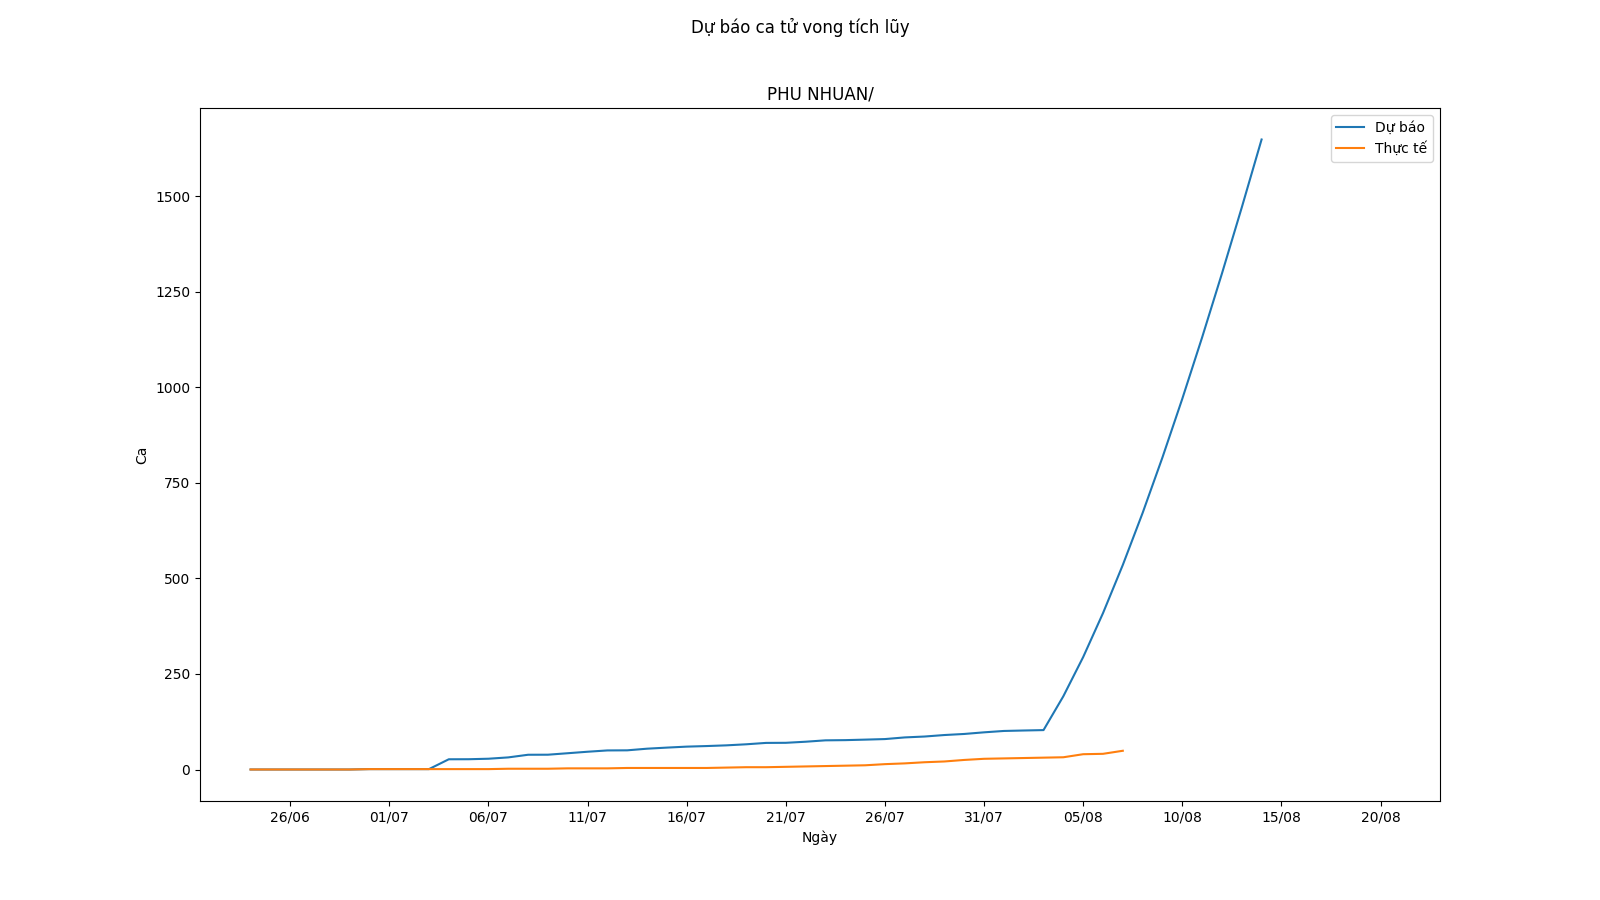 Dự báo ca tử vong tích lũy
PHU NHUAN/
Dự báo
Thực tế
1500
1250
1000
750
500
250
0
Ca
26/06 01/07 06/07 11/07 16/07 21/07 26/07 31/07 05/08 10/08 15/08 20/08
Ngày